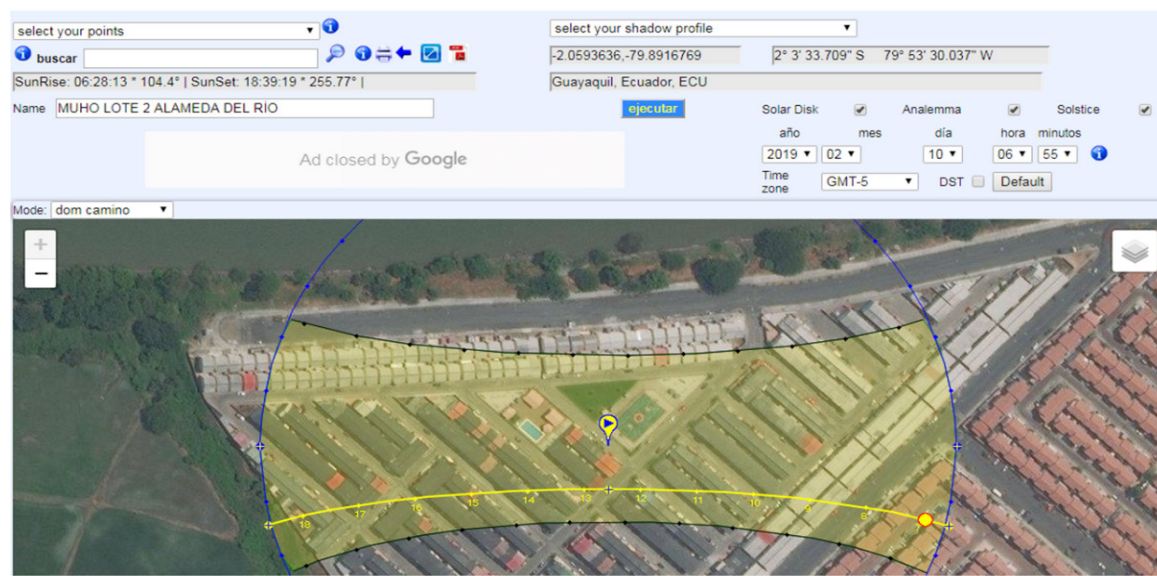 select your points
select your shadow profile
buscar
-2.0593636,-79.8916769
2° 3' 33.709" S 79° 53' 30.037" W
SunRise: 06:28:13 * 104.4° | SunSet: 18:39:19 * 255.77° |
Guayaquil, Ecuador, ECU
Name MUHO LOTE 2 ALAMEDA DEL RÍO
ejecutar
Solar Disk Analemma Solstice
Ad closed by Google
año mes día hora minutos
2019 02 10 06 55
Time zone GMT-5 DST Default
Mode: dom camino
+
−
18 17 16 15 14 13 12 11 10 9 8